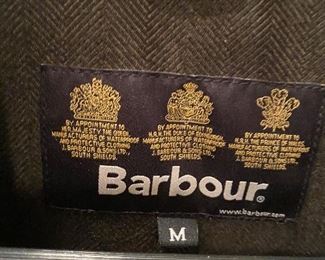 BY APPOINTMENT TO
H.M. MAJESTY THE QUEEN
MANUFACTURERS OF WATERPROOF
AND PROTECTIVE CLOTHING
J. BARBOUR & SONS LTD.,
SOUTH SHIELDS.
BY APPOINTMENT TO
H.R.H. THE DUKE OF EDINBURGH
MANUFACTURERS OF WATERPROOF
AND PROTECTIVE CLOTHING
J. BARBOUR & SONS LTD.,
SOUTH SHIELDS.
BY APPOINTMENT TO
H.R.H. THE PRINCE OF WALES
MANUFACTURERS OF WATERPROOF
AND PROTECTIVE CLOTHING
J. BARBOUR & SONS LTD.,
SOUTH SHIELDS.
Barbour®
www.barbour.com
M